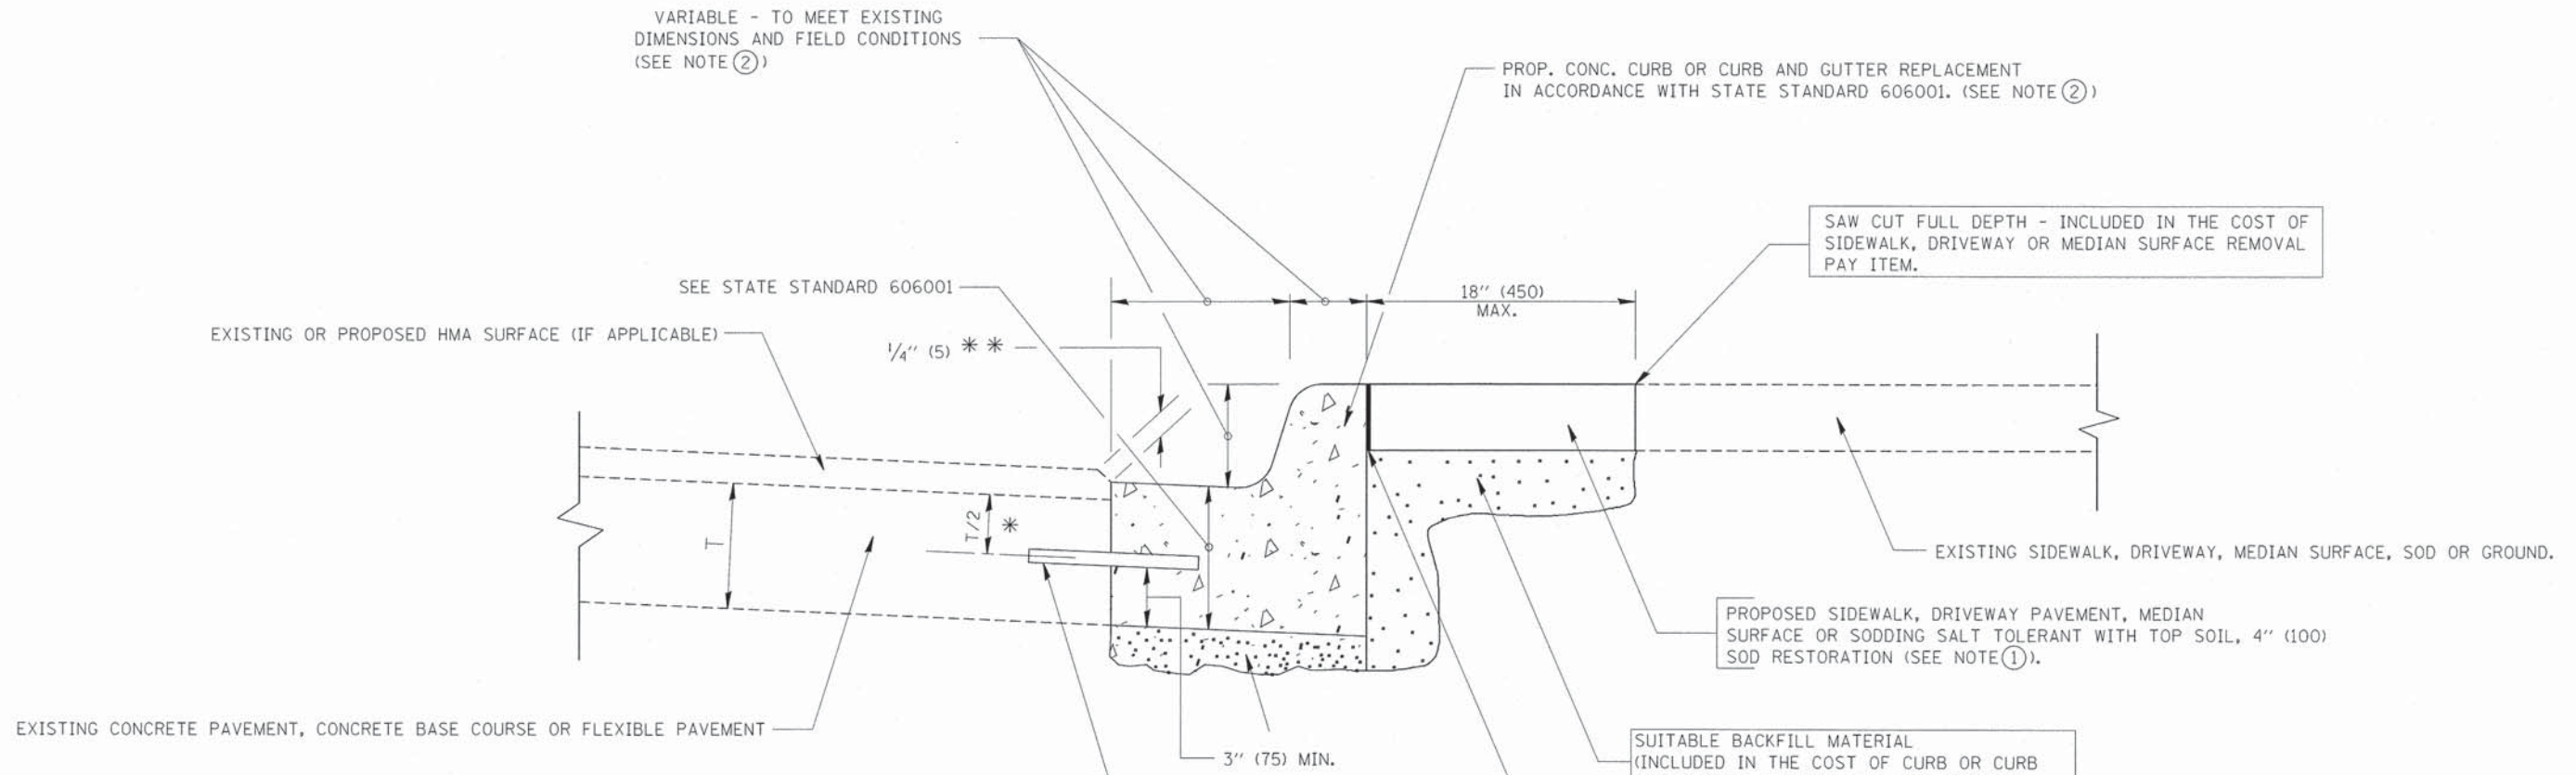 VARIABLE - TO MEET EXISTING
DIMENSIONS AND FIELD CONDITIONS
(SEE NOTE ②)
PROP. CONC. CURB OR CURB AND GUTTER REPLACEMENT
IN ACCORDANCE WITH STATE STANDARD 606001. (SEE NOTE ②)
SAW CUT FULL DEPTH - INCLUDED IN THE COST OF
SIDEWALK, DRIVEWAY OR MEDIAN SURFACE REMOVAL
PAY ITEM.
SEE STATE STANDARD 606001
18" (450)
MAX.
EXISTING OR PROPOSED HMA SURFACE (IF APPLICABLE)
1/4" (5) * *
T
T/2 *
EXISTING SIDEWALK, DRIVEWAY, MEDIAN SURFACE, SOD OR GROUND.
PROPOSED SIDEWALK, DRIVEWAY PAVEMENT, MEDIAN
SURFACE OR SODDING SALT TOLERANT WITH TOP SOIL, 4" (100)
SOD RESTORATION (SEE NOTE ①).
EXISTING CONCRETE PAVEMENT, CONCRETE BASE COURSE OR FLEXIBLE PAVEMENT
3" (75) MIN.
SUITABLE BACKFILL MATERIAL
(INCLUDED IN THE COST OF CURB OR CURB